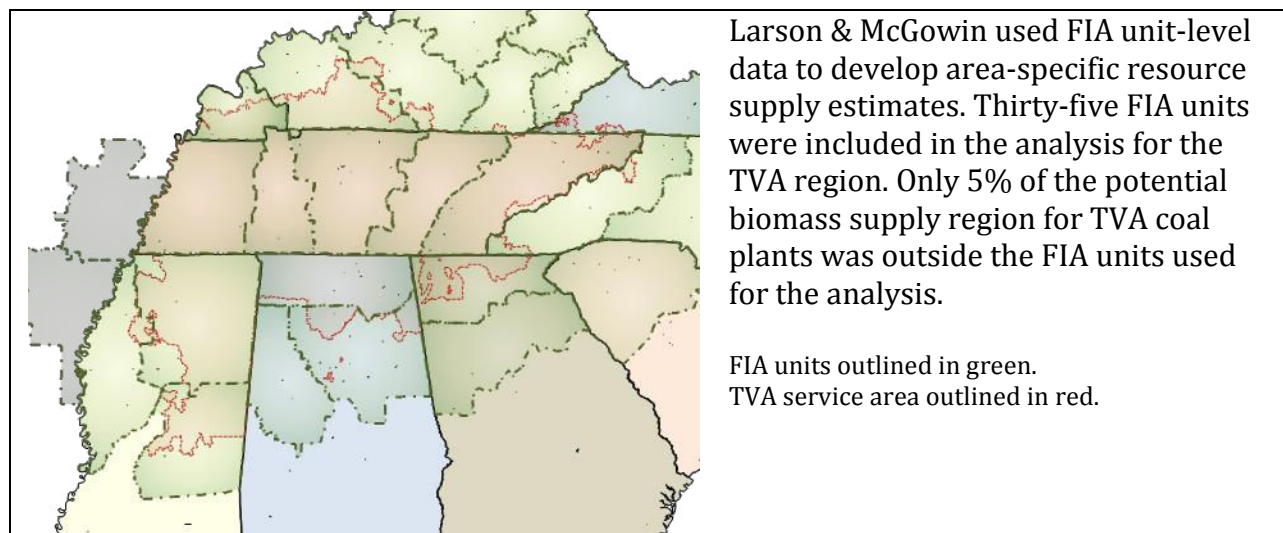 Larson & McGowin used FIA unit-level
data to develop area-specific resource
supply estimates. Thirty-five FIA units
were included in the analysis for the
TVA region. Only 5% of the potential
biomass supply region for TVA coal
plants was outside the FIA units used
for the analysis.
FIA units outlined in green.
TVA service area outlined in red.